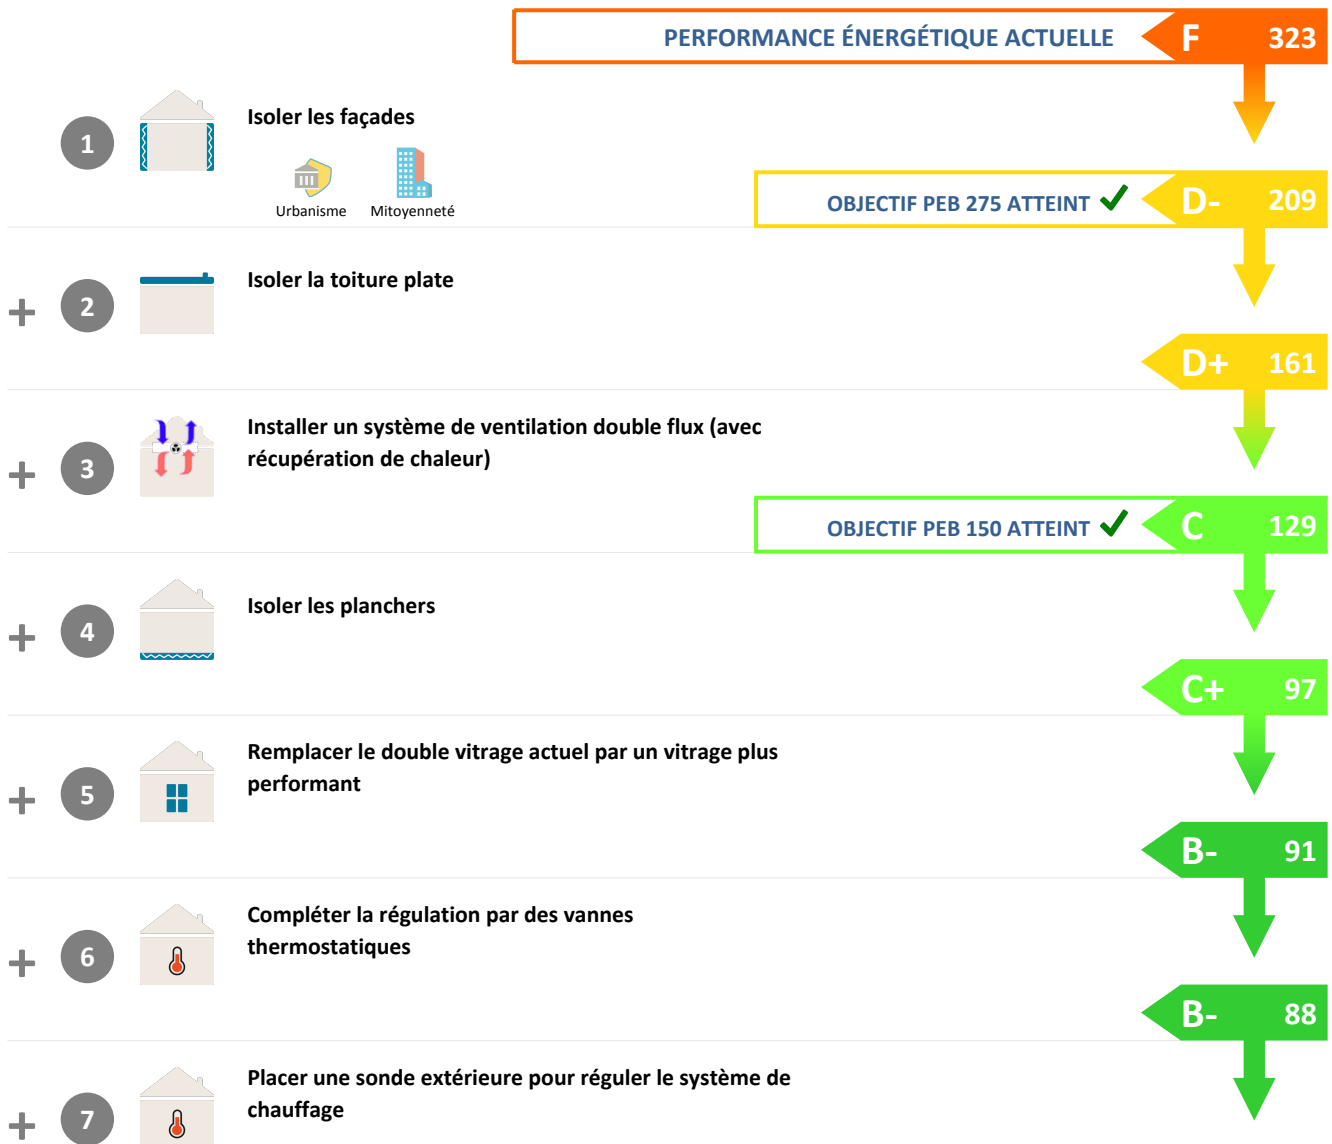 PERFORMANCE ÉNERGÉTIQUE ACTUELLE F 323
1 Isoler les façades
Urbanisme Mitoyenneté
OBJECTIF PEB 275 ATTEINT ✓ D- 209
+ 2 Isoler la toiture plate
D+ 161
+ 3 Installer un système de ventilation double flux (avec
récupération de chaleur)
OBJECTIF PEB 150 ATTEINT ✓ C 129
+ 4 Isoler les planchers
C+ 97
+ 5 Remplacer le double vitrage actuel par un vitrage plus
performant
B- 91
+ 6 Compléter la régulation par des vannes
thermostatiques
B- 88
+ 7 Placer une sonde extérieure pour réguler le système de
chauffage